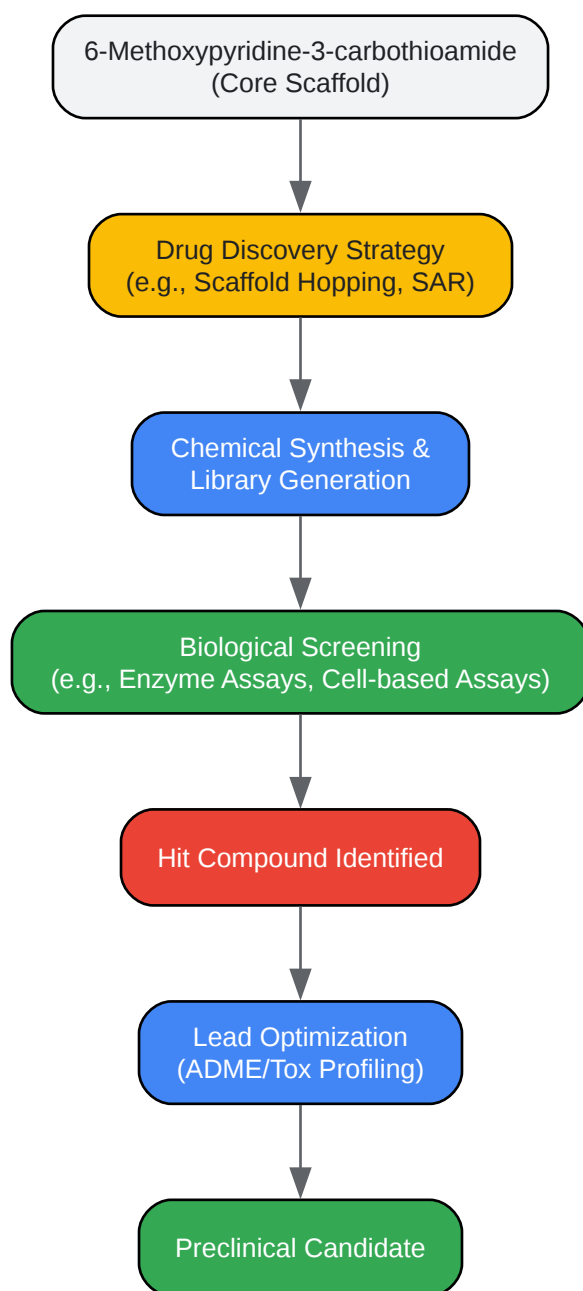 6-Methoxypyridine-3-carbothioamide
(Core Scaffold)
Drug Discovery Strategy
(e.g., Scaffold Hopping, SAR)
Chemical Synthesis &
Library Generation
Biological Screening
(e.g., Enzyme Assays, Cell-based Assays)
Hit Compound Identified
Lead Optimization
(ADME/Tox Profiling)
Preclinical Candidate